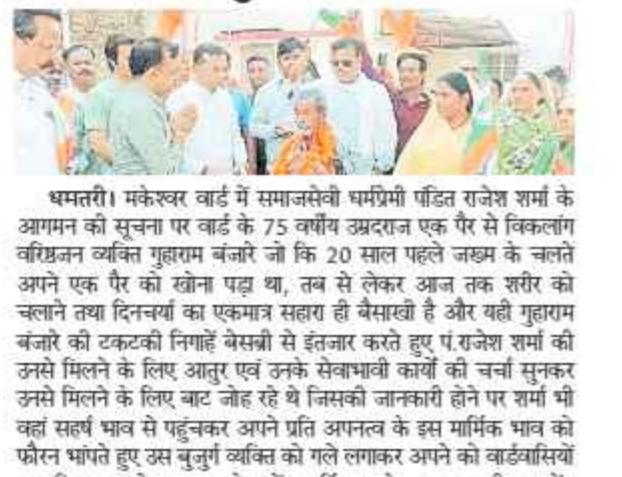 धमतरी। मकेश्वर वार्ड में समाजसेवी धर्मप्रेमी पंडित राजेश शर्मा के
आगमन की सूचना पर वार्ड के 75 वर्षीय उम्रदराज एक पैर से विकलांग
वरिष्ठजन व्यक्ति गुहाराम बंजारे जो कि 20 साल पहले जख्म के चलते
अपने एक पैर को खोना पड़ा था, तब से लेकर आज तक शरीर को
चलाने तथा दिनचर्या का एकमात्र सहारा ही बैसाखी है और यही गुहाराम
बंजारे की टकटकी निगाहें बेसब्री से इंतजार करते हुए पं.राजेश शर्मा की
उनसे मिलने के लिए आतुर एवं उनके सेवाभावी कार्यों की चर्चा सुनकर
उनसे मिलने के लिए बाट जोह रहे थे जिसकी जानकारी होने पर शर्मा भी
वहां सहर्ष भाव से पहुंचकर अपने प्रति अपनत्व के इस मार्मिक भाव को
फौरन भांपते हुए उस बुजुर्ग व्यक्ति को गले लगाकर अपने को वार्डवासियों